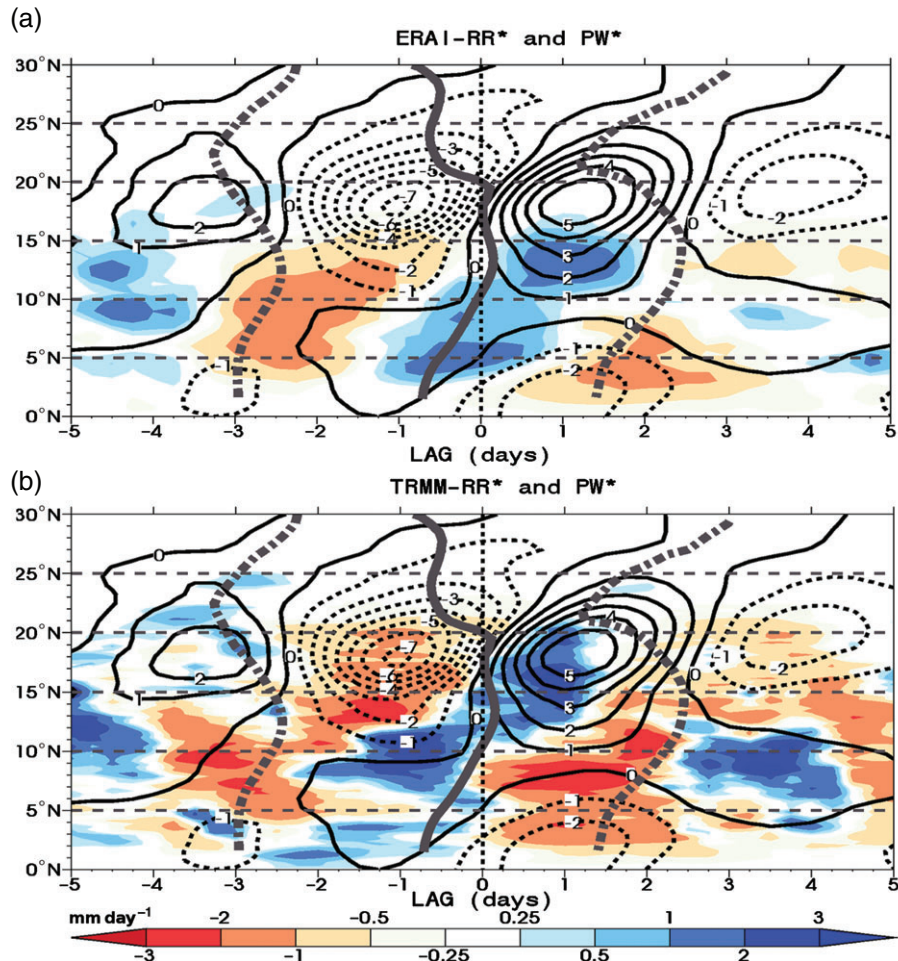 (a)
ERAI-RR* and PW*
30°N
25°N
20°N
15°N
10°N
5°N
0°N
0 0 0 0 0
1 2 -1
-3 -5 -7 -6 -4 -2 -1
4 5 3 2 1
-1 -2
-1 -2
-5 -4 -3 -2 -1 0 1 2 3 4 5
LAG (days)
(b)
TRMM-RR* and PW*
30°N
25°N
20°N
15°N
10°N
5°N
0°N
0 0 0 0 0
1 2 -1
-3 -5 -7 -6 -4 -2 -1
4 5 3 2 1
-1 -2
-1 -2
-5 -4 -3 -2 -1 0 1 2 3 4 5
LAG (days)
mm day⁻¹ -2 -0.5 0.25 1 3
-3 -1 -0.25 0.5 2